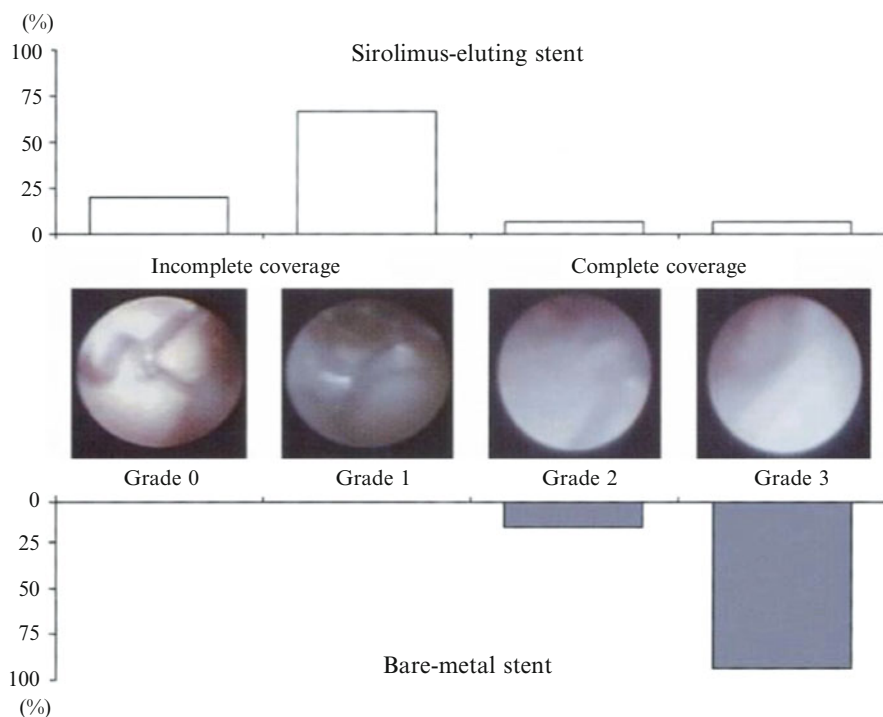 (%)
100
Sirolimus-eluting stent
75
50
25
0
Incomplete coverage
Complete coverage
Grade 0
Grade 1
Grade 2
Grade 3
0
25
50
75
Bare-metal stent
100
(%)